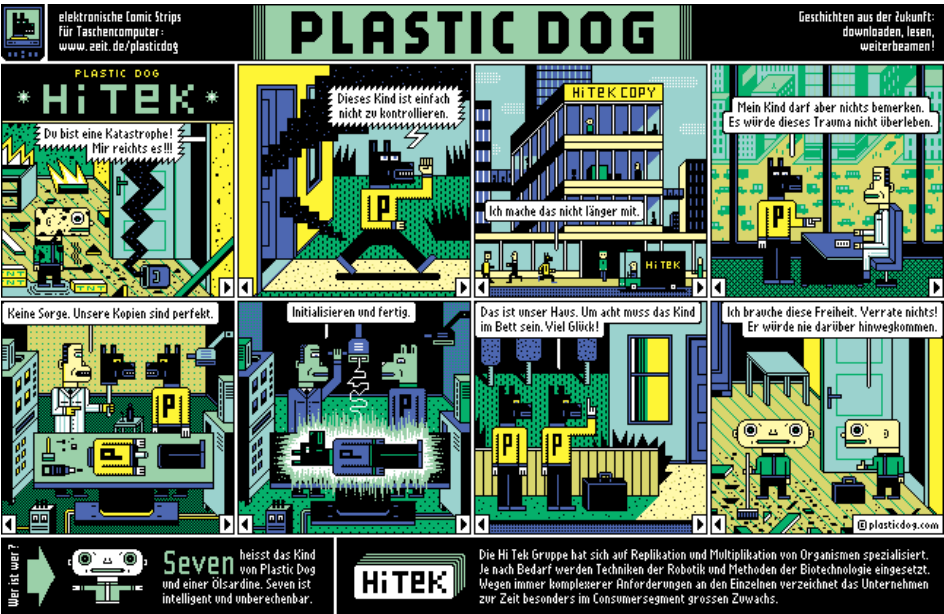 elektronische Comic Strips
für Taschencomputer:
www.zeit.de/plasticdog
PLASTIC DOG
Geschichten aus der Zukunft:
downloaden, lesen,
weiterbeamen!
PLASTIC DOG
* HiTEK *
Du bist eine Katastrophe!
Mir reichts es!!!
TNT
TNT
Dieses Kind ist einfach
nicht zu kontrollieren.
P
HiTEK COPY
Ich mache das nicht länger mit.
HiTEK
Mein Kind darf aber nichts bemerken.
Es würde dieses Trauma nicht überleben.
P
Keine Sorge. Unsere Kopien sind perfekt.
P
P
Initialisieren und fertig.
P
P
Das ist unser Haus. Um acht muss das Kind
im Bett sein. Viel Glück!
P
P
Ich brauche diese Freiheit. Verrate nichts!
Er würde nie darüber hinwegkommen.
© plasticdog.com
Wer ist wer?
Seven heisst das Kind
von Plastic Dog
und einer Ölsardine. Seven ist
intelligent und unberechenbar.
HiTEK
Die Hi Tek Gruppe hat sich auf Replikation und Multiplikation von Organismen spezialisiert.
Je nach Bedarf werden Techniken der Robotik und Methoden der Biotechnologie eingesetzt.
Wegen immer komplexerer Anforderungen an den Einzelnen verzeichnet das Unternehmen
zur Zeit besonders im Consumersegment grossen Zuwachs.